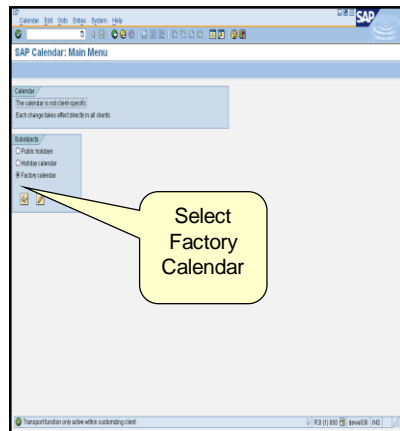 Calendar Edit Goto Extras System Help
SAP
SAP Calendar: Main Menu
Calendar
The calendar is not client-specific
Each change takes effect directly in all clients
Subobjects
Public holidays
Holiday calendar
Factory calendar
Select
Factory
Calendar
Transport function only active within customizing client
INS